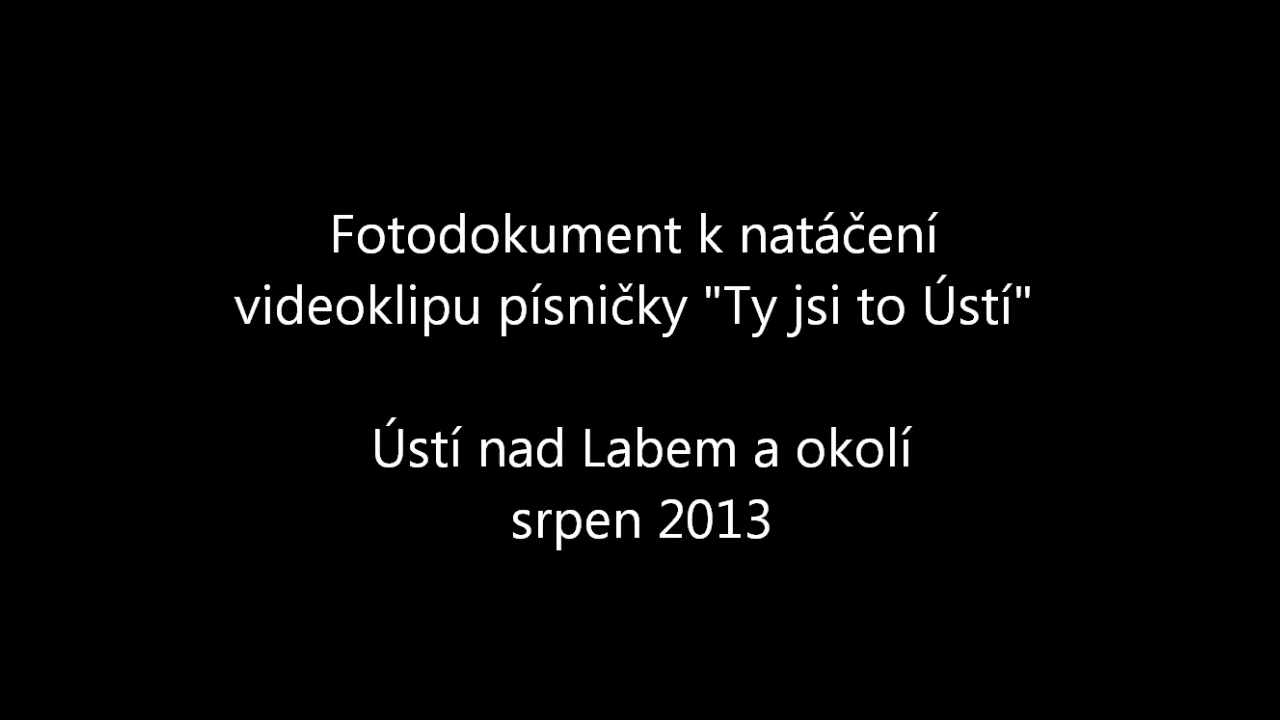 Fotodokument k natáčení
videoklipu písničky "Ty jsi to Ústí"
Ústí nad Labem a okolí
srpen 2013